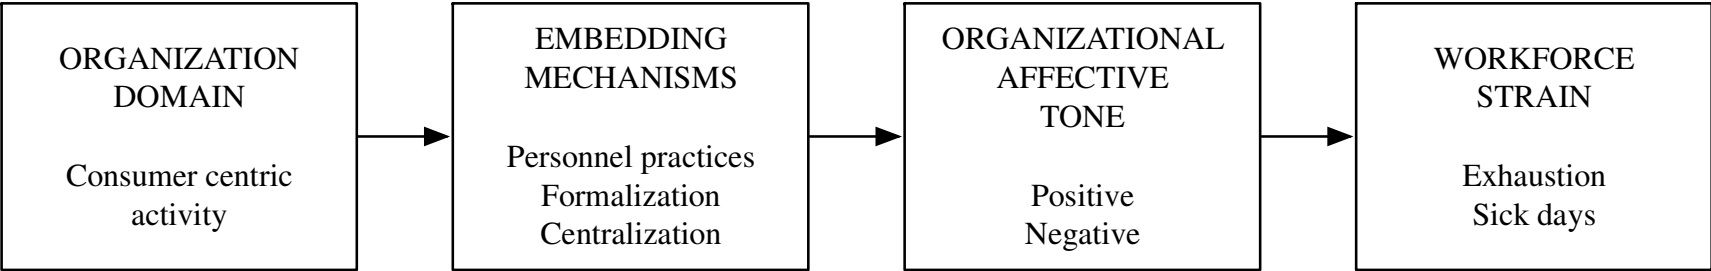 ORGANIZATION
DOMAIN
Consumer centric
activity
EMBEDDING
MECHANISMS
Personnel practices
Formalization
Centralization
ORGANIZATIONAL
AFFECTIVE
TONE
Positive
Negative
WORKFORCE
STRAIN
Exhaustion
Sick days